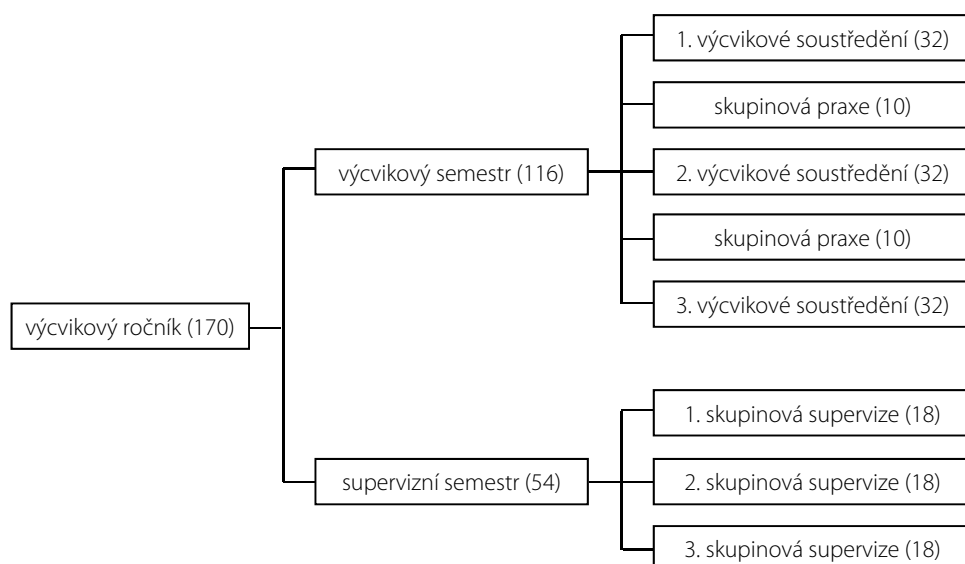 1. výcvikové soustředění (32)
skupinová praxe (10)
výcvikový semestr (116)
2. výcvikové soustředění (32)
skupinová praxe (10)
3. výcvikové soustředění (32)
výcvikový ročník (170)
1. skupinová supervize (18)
supervizní semestr (54)
2. skupinová supervize (18)
3. skupinová supervize (18)